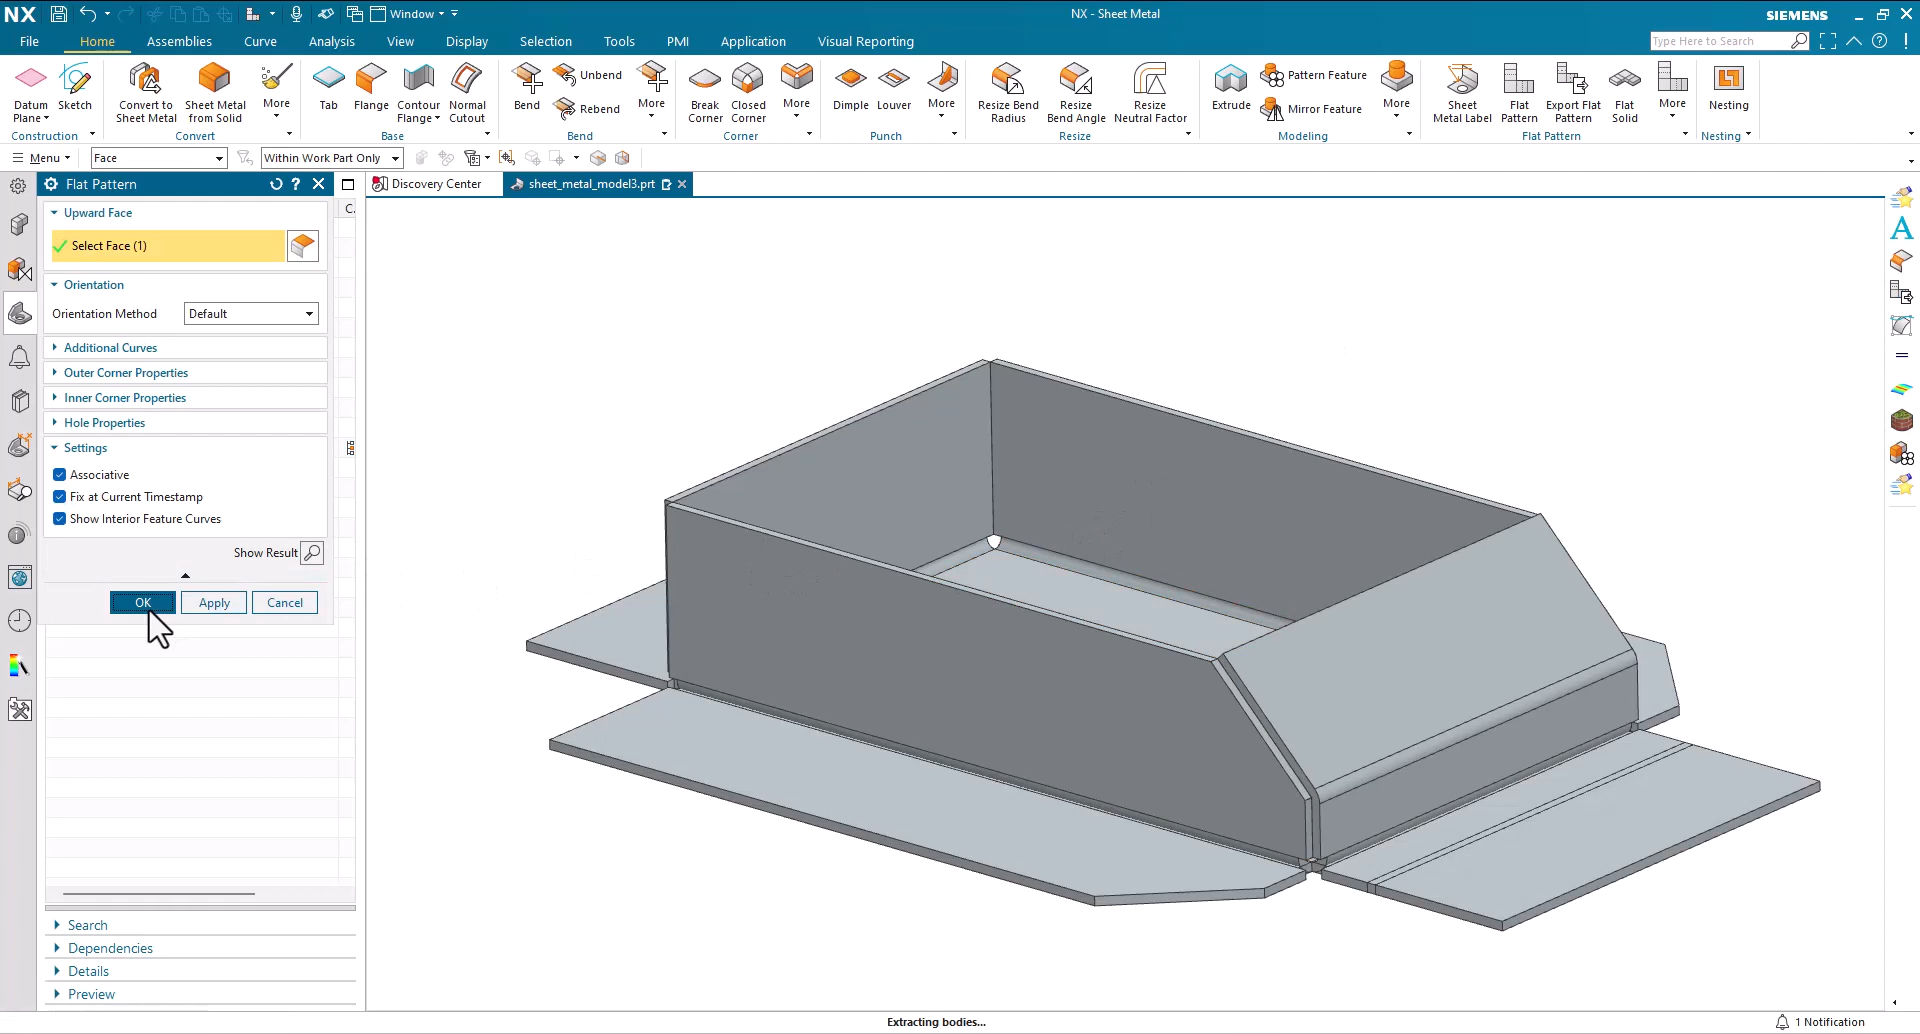 NX
Window
NX - Sheet Metal
SIEMENS
File
Home
Assemblies
Curve
Analysis
View
Display
Selection
Tools
PMI
Application
Visual Reporting
Type Here to Search
Datum
Plane
Sketch
Convert to
Sheet Metal
Sheet Metal
from Solid
More
Tab
Flange
Contour
Flange
Normal
Cutout
Bend
Unbend
Rebend
More
Break
Corner
Closed
Corner
More
Dimple
Louver
More
Resize Bend
Radius
Resize
Bend Angle
Resize
Neutral Factor
Extrude
Pattern Feature
Mirror Feature
More
Sheet
Metal Label
Flat
Pattern
Export Flat
Pattern
Flat
Solid
More
Nesting
Construction
Convert
Base
Bend
Corner
Punch
Resize
Modeling
Flat Pattern
Nesting
Menu
Face
Within Work Part Only
Flat Pattern
Discovery Center
sheet_metal_model3.prt
C.
Upward Face
Select Face (1)
Orientation
Orientation Method
Default
Additional Curves
Outer Corner Properties
Inner Corner Properties
Hole Properties
Settings
Associative
Fix at Current Timestamp
Show Interior Feature Curves
Show Result
OK
Apply
Cancel
Search
Dependencies
Details
Preview
Extracting bodies...
1 Notification
A